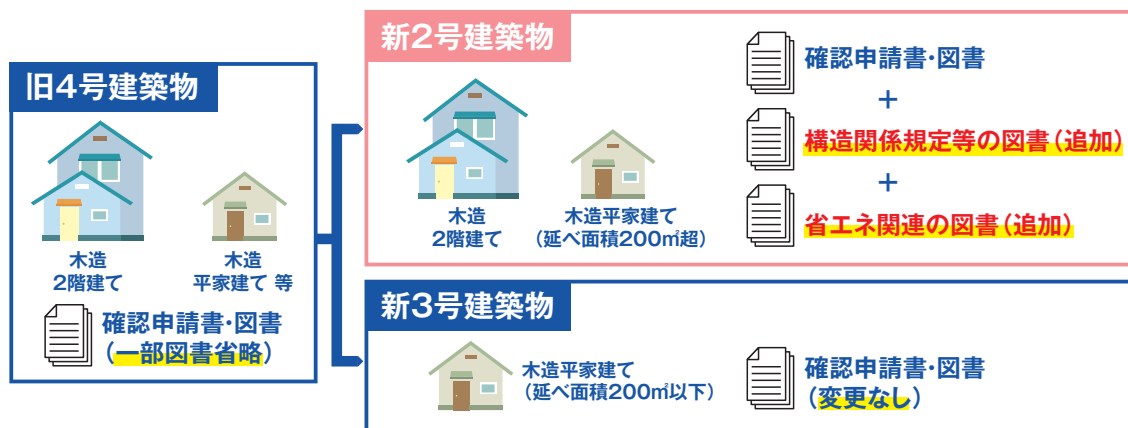 旧4号建築物
木造
2階建て
木造
平家建て 等
確認申請書・図書
（一部図書省略）
新2号建築物
木造
2階建て
木造平家建て
（延べ面積200㎡超）
確認申請書・図書
+
構造関係規定等の図書（追加）
+
省エネ関連の図書（追加）
新3号建築物
木造平家建て
（延べ面積200㎡以下）
確認申請書・図書
（変更なし）